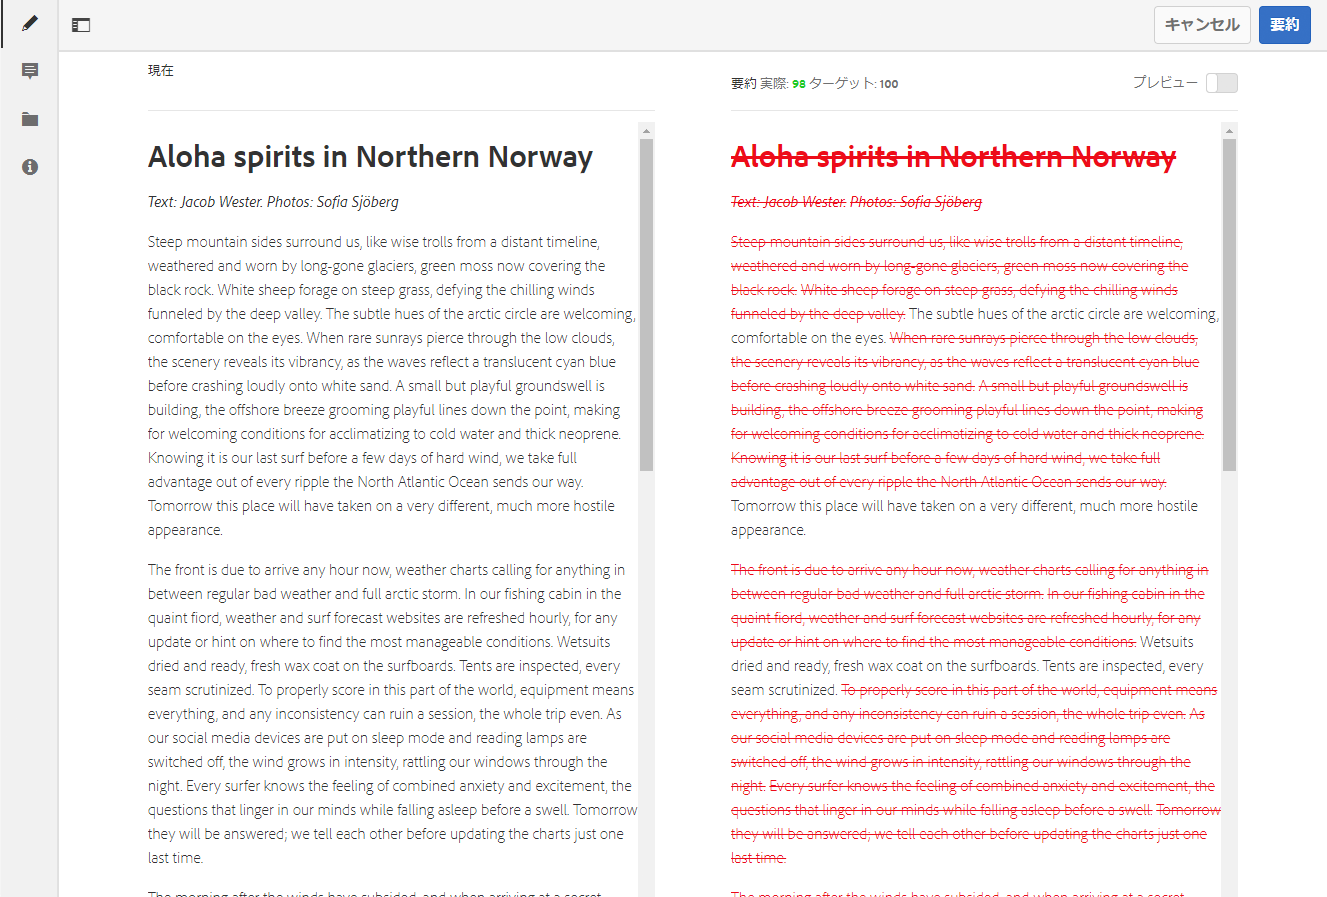 キャンセル
要約
現在
Aloha spirits in Northern Norway
Text: Jacob Wester. Photos: Sofia Sjöberg
Steep mountain sides surround us, like wise trolls from a distant timeline,
weathered and worn by long-gone glaciers, green moss now covering the
black rock. White sheep forage on steep grass, defying the chilling winds
funneled by the deep valley. The subtle hues of the arctic circle are welcoming,
comfortable on the eyes. When rare sunrays pierce through the low clouds,
the scenery reveals its vibrancy, as the waves reflect a translucent cyan blue
before crashing loudly onto white sand. A small but playful groundswell is
building, the offshore breeze grooming playful lines down the point, making
for welcoming conditions for acclimatizing to cold water and thick neoprene.
Knowing it is our last surf before a few days of hard wind, we take full
advantage out of every ripple the North Atlantic Ocean sends our way.
Tomorrow this place will have taken on a very different, much more hostile
appearance.
The front is due to arrive any hour now, weather charts calling for anything in
between regular bad weather and full arctic storm. In our fishing cabin in the
quaint fiord, weather and surf forecast websites are refreshed hourly, for any
update or hint on where to find the most manageable conditions. Wetsuits
dried and ready, fresh wax coat on the surfboards. Tents are inspected, every
seam scrutinized. To properly score in this part of the world, equipment means
everything, and any inconsistency can ruin a session, the whole trip even. As
our social media devices are put on sleep mode and reading lamps are
switched off, the wind grows in intensity, rattling our windows through the
night. Every surfer knows the feeling of combined anxiety and excitement, the
questions that linger in our minds while falling asleep before a swell. Tomorrow
they will be answered; we tell each other before updating the charts just one
last time.
The morning after the winds have subsided, and when arriving at a secret
要約 実際: 98 ターゲット: 100
プレビュー
Aloha spirits in Northern Norway
Text: Jacob Wester. Photos: Sofia Sjöberg
Steep mountain sides surround us, like wise trolls from a distant timeline,
weathered and worn by long-gone glaciers, green moss now covering the
black rock. White sheep forage on steep grass, defying the chilling winds
funneled by the deep valley. The subtle hues of the arctic circle are welcoming,
comfortable on the eyes. When rare sunrays pierce through the low clouds,
the scenery reveals its vibrancy, as the waves reflect a translucent cyan blue
before crashing loudly onto white sand. A small but playful groundswell is
building, the offshore breeze grooming playful lines down the point, making
for welcoming conditions for acclimatizing to cold water and thick neoprene.
Knowing it is our last surf before a few days of hard wind, we take full
advantage out of every ripple the North Atlantic Ocean sends our way.
Tomorrow this place will have taken on a very different, much more hostile
appearance.
The front is due to arrive any hour now, weather charts calling for anything in
between regular bad weather and full arctic storm. In our fishing cabin in the
quaint fiord, weather and surf forecast websites are refreshed hourly, for any
update or hint on where to find the most manageable conditions. Wetsuits
dried and ready, fresh wax coat on the surfboards. Tents are inspected, every
seam scrutinized. To properly score in this part of the world, equipment means
everything, and any inconsistency can ruin a session, the whole trip even. As
our social media devices are put on sleep mode and reading lamps are
switched off, the wind grows in intensity, rattling our windows through the
night. Every surfer knows the feeling of combined anxiety and excitement, the
questions that linger in our minds while falling asleep before a swell. Tomorrow
they will be answered; we tell each other before updating the charts just one
last time.
The morning after the winds have subsided, and when arriving at a secret